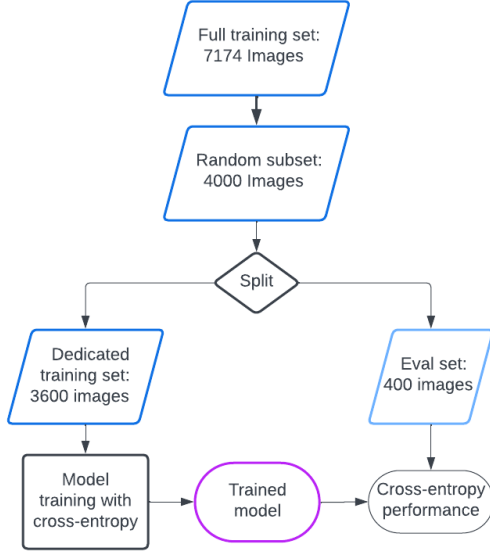 Full training set:
7174 Images
Random subset:
4000 Images
Split
Dedicated
training set:
3600 images
Eval set:
400 images
Model
training with
cross-entropy
Trained
model
Cross-entropy
performance